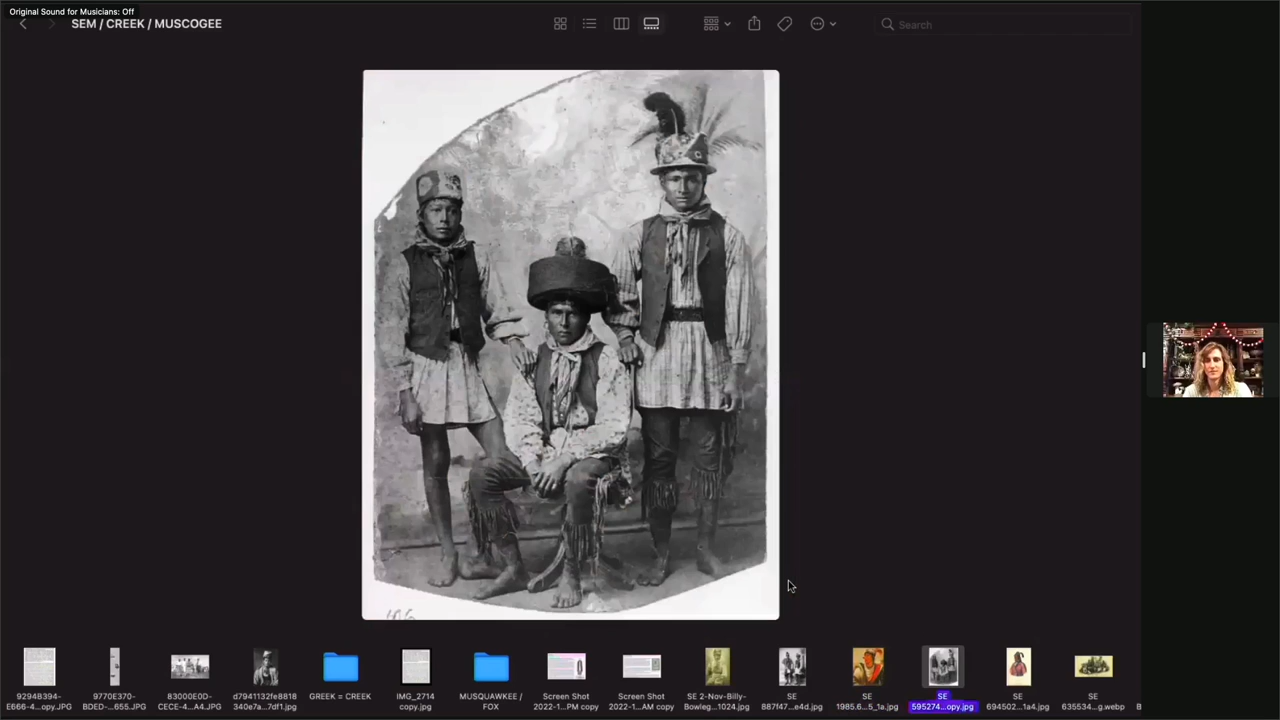 Original Sound for Musicians: Off
SEM / CREEK / MUSCOGEE
Search
92948394-
E666-4...opy.JPG
9770E370-
BDED-...655.JPG
83000E0D-
CECE-4...A4.JPG
d7941132fe8818
340e7a...7df1.jpg
GREEK = CREEK
IMG_2714
copy.jpg
MUSQUAWKEE /
FOX
Screen Shot
2022-1...PM copy
Screen Shot
2022-1...AM copy
SE 2-Nov-Billy-
Bowleg...1024.jpg
SE
887f47...e4d.jpg
SE
1985.6...5_1a.jpg
SE
595274...opy.jpg
SE
694502...1a4.jpg
SE
635534...g.webp